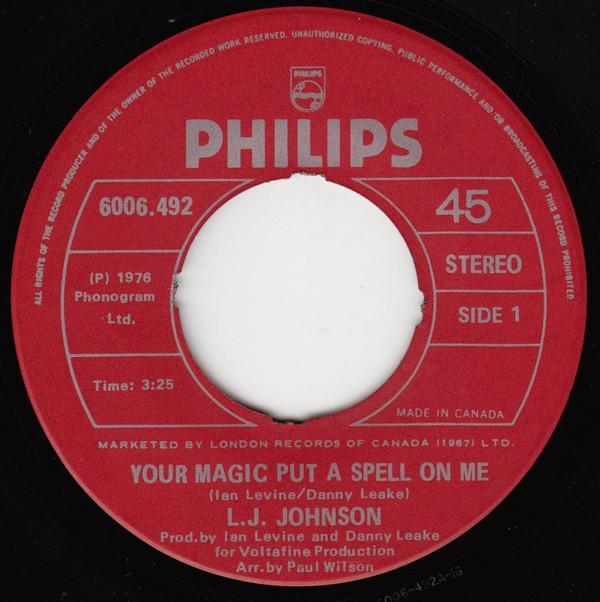 ALL RIGHTS OF THE RECORD PRODUCER AND OF THE OWNER OF THE RECORDED WORK RESERVED. UNAUTHORIZED COPYING, PUBLIC PERFORMANCE AND/OR BROADCASTING OF THIS RECORD PROHIBITED
PHILIPS
PHILIPS
6006.492
45
STEREO
(P) 1976
Phonogram
Ltd.
SIDE 1
Time: 3:25
MADE IN CANADA
MARKETED BY LONDON RECORDS OF CANADA (1967) LTD.
YOUR MAGIC PUT A SPELL ON ME
(Ian Levine/Danny Leake)
L.J. JOHNSON
Prod.by Ian Levine and Danny Leake
for Voltafine Production
Arr.by Paul Wilson